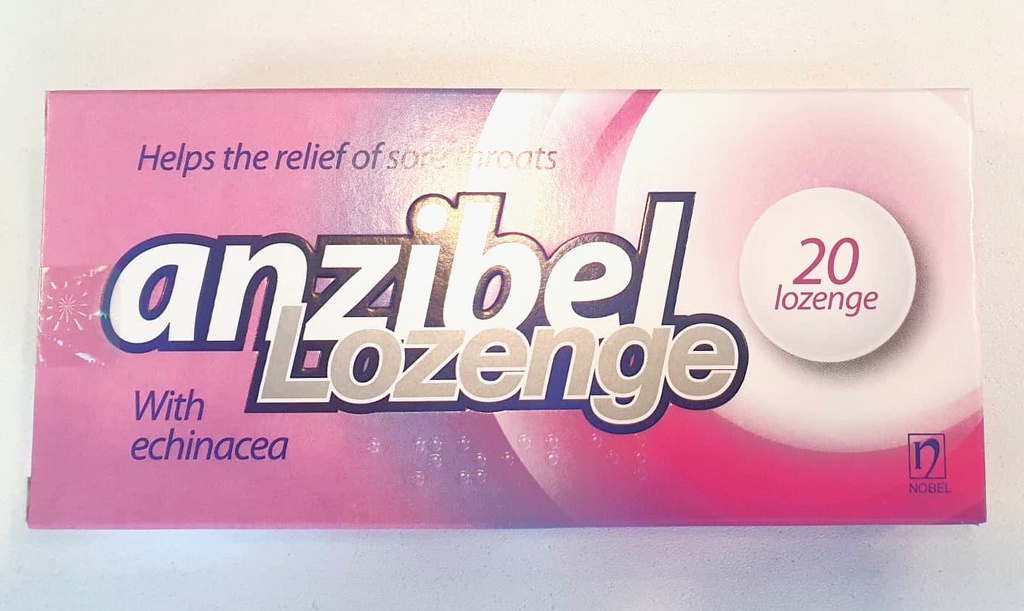 Helps the relief of sore throats
anzibel
Lozenge
20
lozenge
With
echinacea
n
NOBEL